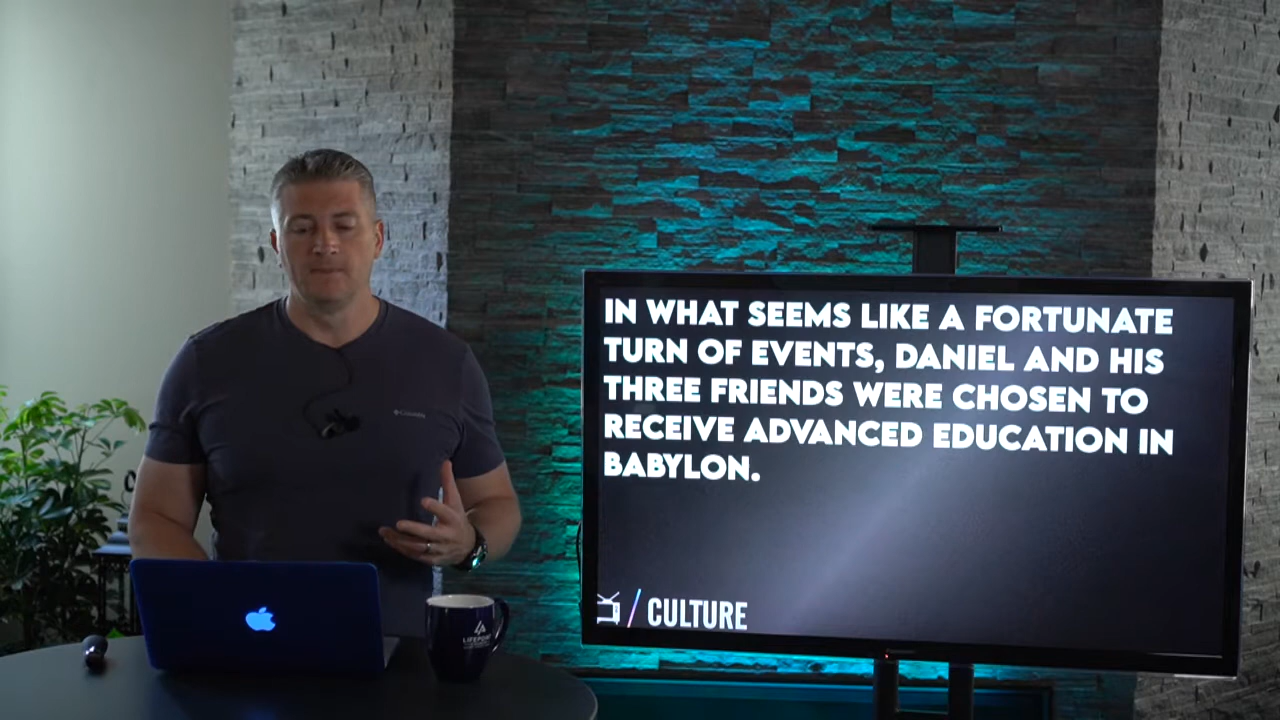 IN WHAT SEEMS LIKE A FORTUNATE
TURN OF EVENTS, DANIEL AND HIS
THREE FRIENDS WERE CHOSEN TO
RECEIVE ADVANCED EDUCATION IN
BABYLON.
/ CULTURE
Columbia
LIFEPOINT